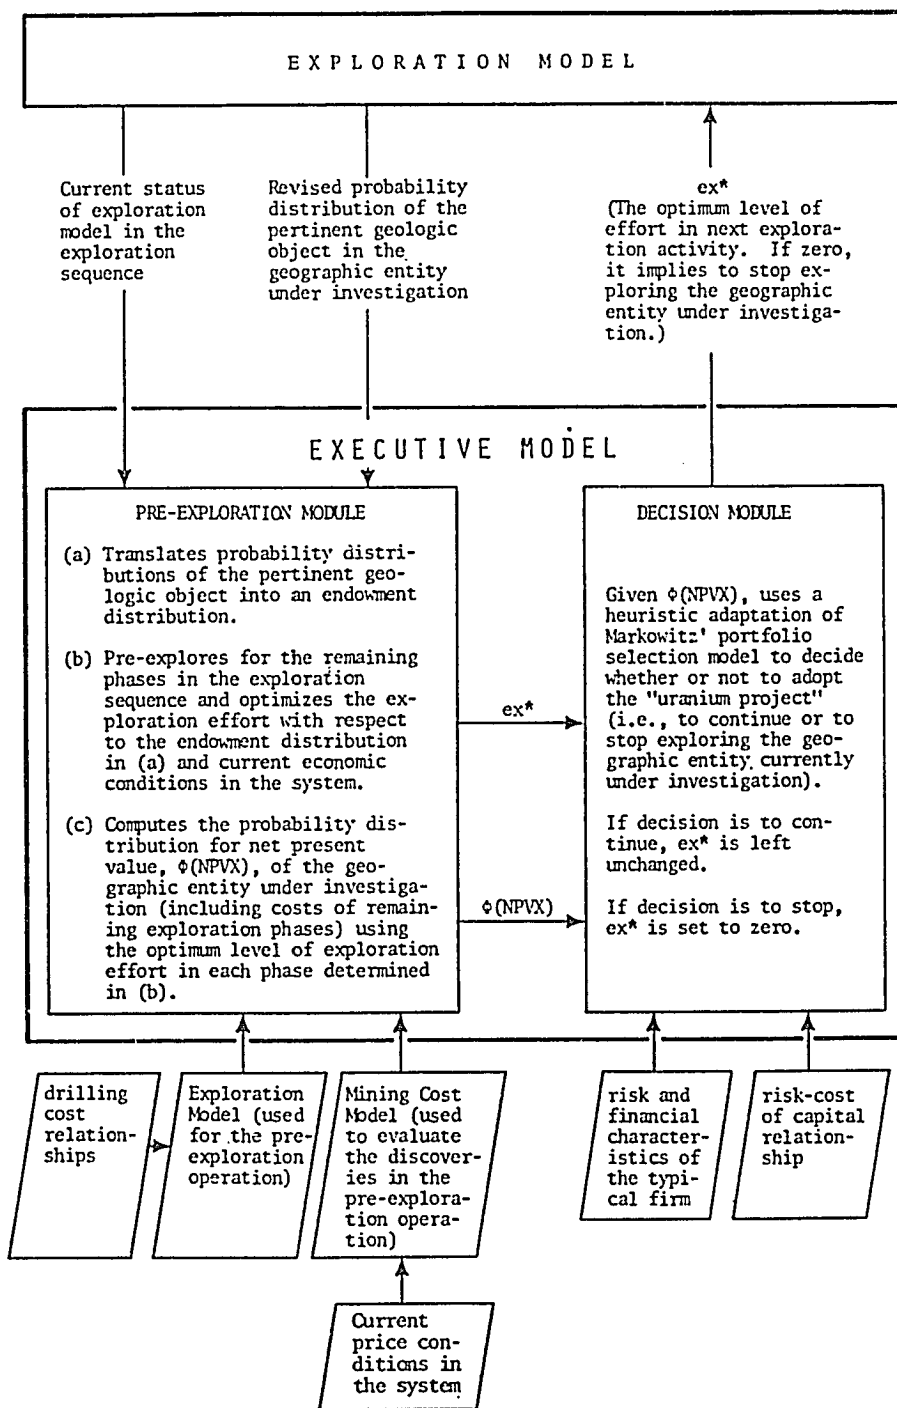 EXPLORATION MODEL
Current status
of exploration
model in the
exploration
sequence
Revised probability
distribution of the
pertinent geologic
object in the
geographic entity
under investigation
ex*
(The optimum level of
effort in next explora-
tion activity. If zero,
it implies to stop ex-
ploring the geographic
entity under investiga-
tion.)
EXECUTIVE MODEL
PRE-EXPLORATION MODULE
(a) Translates probability distri-
butions of the pertinent geo-
logic object into an endowment
distribution.
(b) Pre-explores for the remaining
phases in the exploration
sequence and optimizes the ex-
ploration effort with respect
to the endowment distribution
in (a) and current economic
conditions in the system.
(c) Computes the probability dis-
tribution for net present
value, Φ(NPVX), of the geo-
graphic entity under investiga-
tion (including costs of remain-
ing exploration phases) using
the optimum level of exploration
effort in each phase determined
in (b).
ex*
Φ(NPVX)
DECISION MODULE
Given Φ(NPVX), uses a
heuristic adaptation of
Markowitz' portfolio
selection model to decide
whether or not to adopt
the "uranium project"
(i.e., to continue or to
stop exploring the geo-
graphic entity currently
under investigation).
If decision is to con-
tinue, ex* is left
unchanged.
If decision is to stop,
ex* is set to zero.
drilling
cost
relation-
ships
Exploration
Model (used
for the pre-
exploration
operation)
Mining Cost
Model (used
to evaluate
the discover-
ies in the
pre-explora-
tion opera-
tion)
risk and
financial
character-
istics of
the typi-
cal firm
risk-cost
of capital
relation-
ship
Current
price con-
ditions in
the system